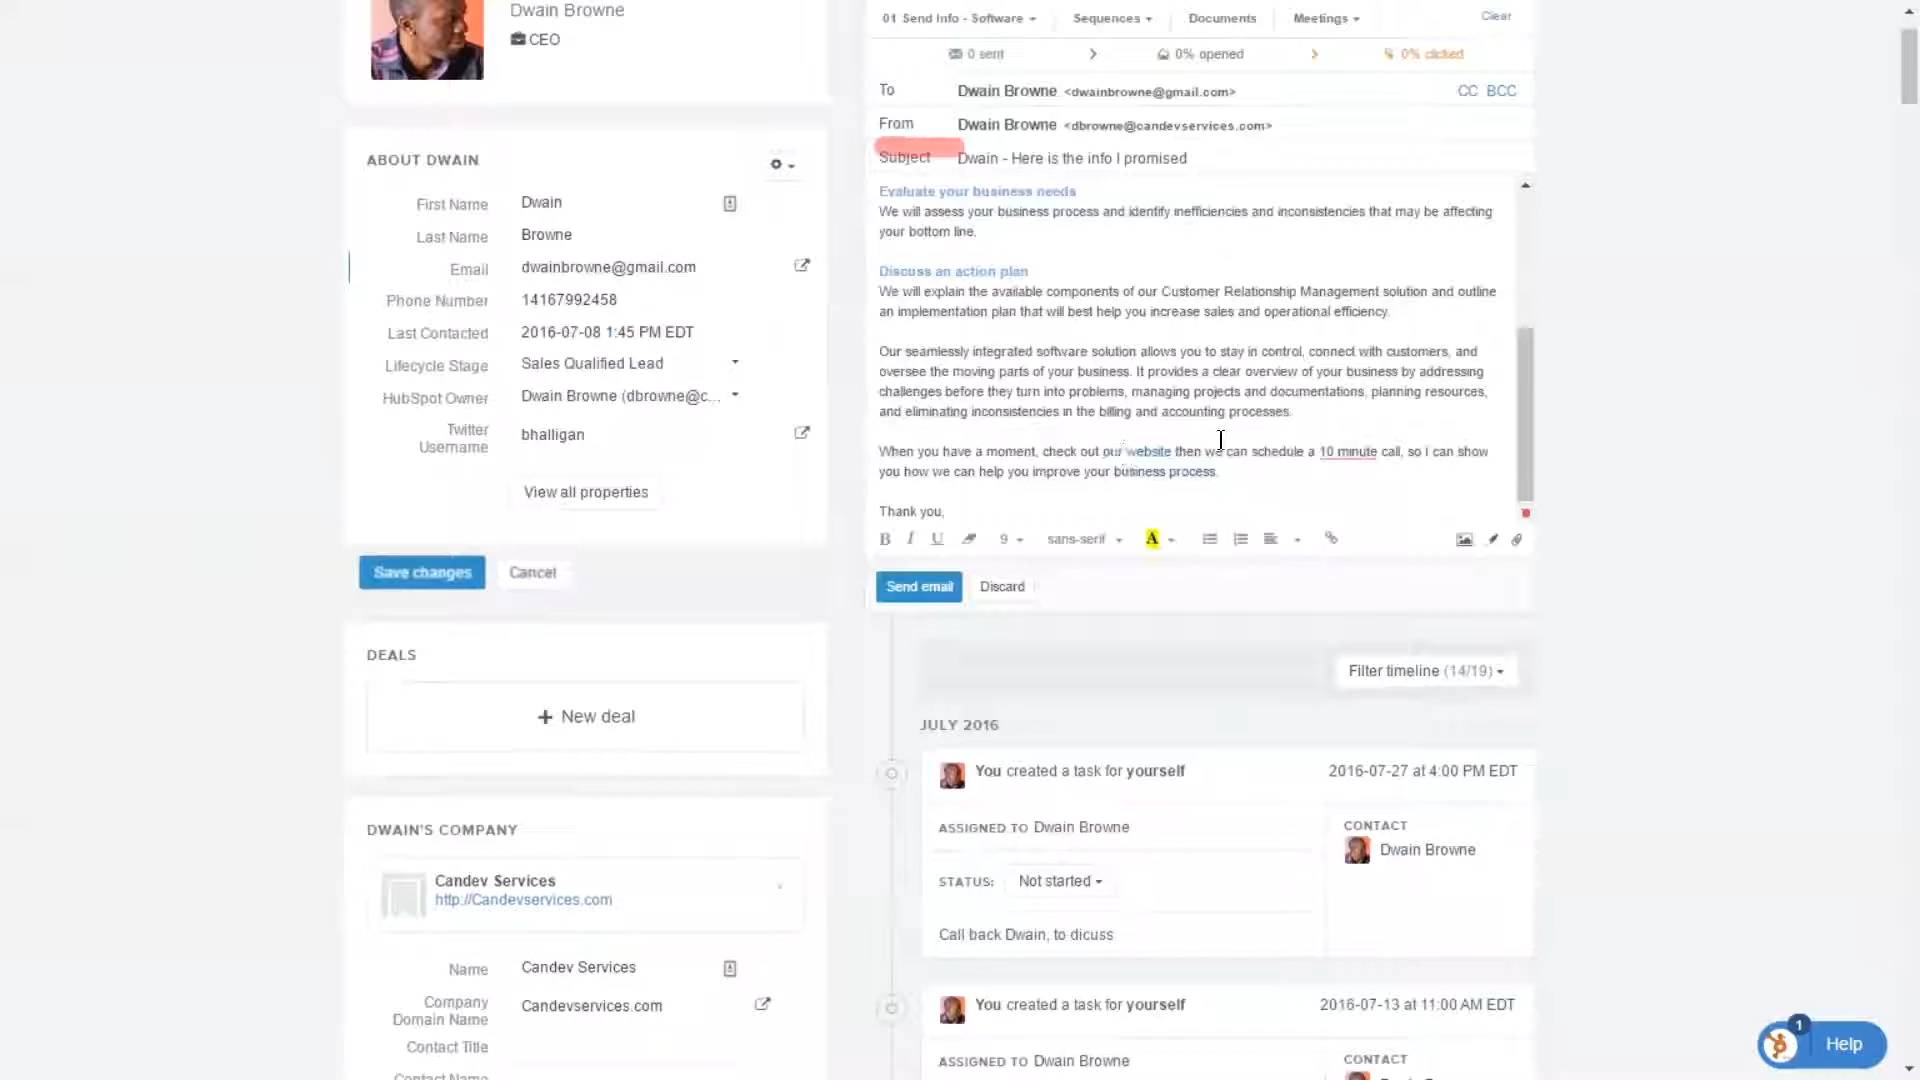 Dwain Browne
CEO
ABOUT DWAIN
First Name Dwain
Last Name Browne
Email dwainbrowne@gmail.com
Phone Number 14167992458
Last Contacted 2016-07-08 1:45 PM EDT
Lifecycle Stage Sales Qualified Lead
HubSpot Owner Dwain Browne (dbrowne@c...
Twitter
Username bhalligan
View all properties
Save changes Cancel
DEALS
+ New deal
DWAIN'S COMPANY
Candev Services
http://Candevservices.com
Name Candev Services
Company
Domain Name Candevservices.com
Contact Title
Contact Name
01 Send Info - Software Sequences Documents Meetings Clear
0 sent 0% opened 0% clicked
To Dwain Browne <dwainbrowne@gmail.com> CC BCC
From Dwain Browne <dbrowne@candevservices.com>
Subject Dwain - Here is the info I promised
Evaluate your business needs
We will assess your business process and identify inefficiencies and inconsistencies that may be affecting
your bottom line.
Discuss an action plan
We will explain the available components of our Customer Relationship Management solution and outline
an implementation plan that will best help you increase sales and operational efficiency.
Our seamlessly integrated software solution allows you to stay in control, connect with customers, and
oversee the moving parts of your business. It provides a clear overview of your business by addressing
challenges before they turn into problems, managing projects and documentations, planning resources,
and eliminating inconsistencies in the billing and accounting processes.
When you have a moment, check out our website then we can schedule a 10 minute call, so I can show
you how we can help you improve your business process.
Thank you,
B I U 9 sans-serif A
Send email Discard
Filter timeline (14/19)
JULY 2016
You created a task for yourself 2016-07-27 at 4:00 PM EDT
ASSIGNED TO Dwain Browne
CONTACT
Dwain Browne
STATUS: Not started
Call back Dwain, to dicuss
You created a task for yourself 2016-07-13 at 11:00 AM EDT
ASSIGNED TO Dwain Browne
CONTACT
1
Help